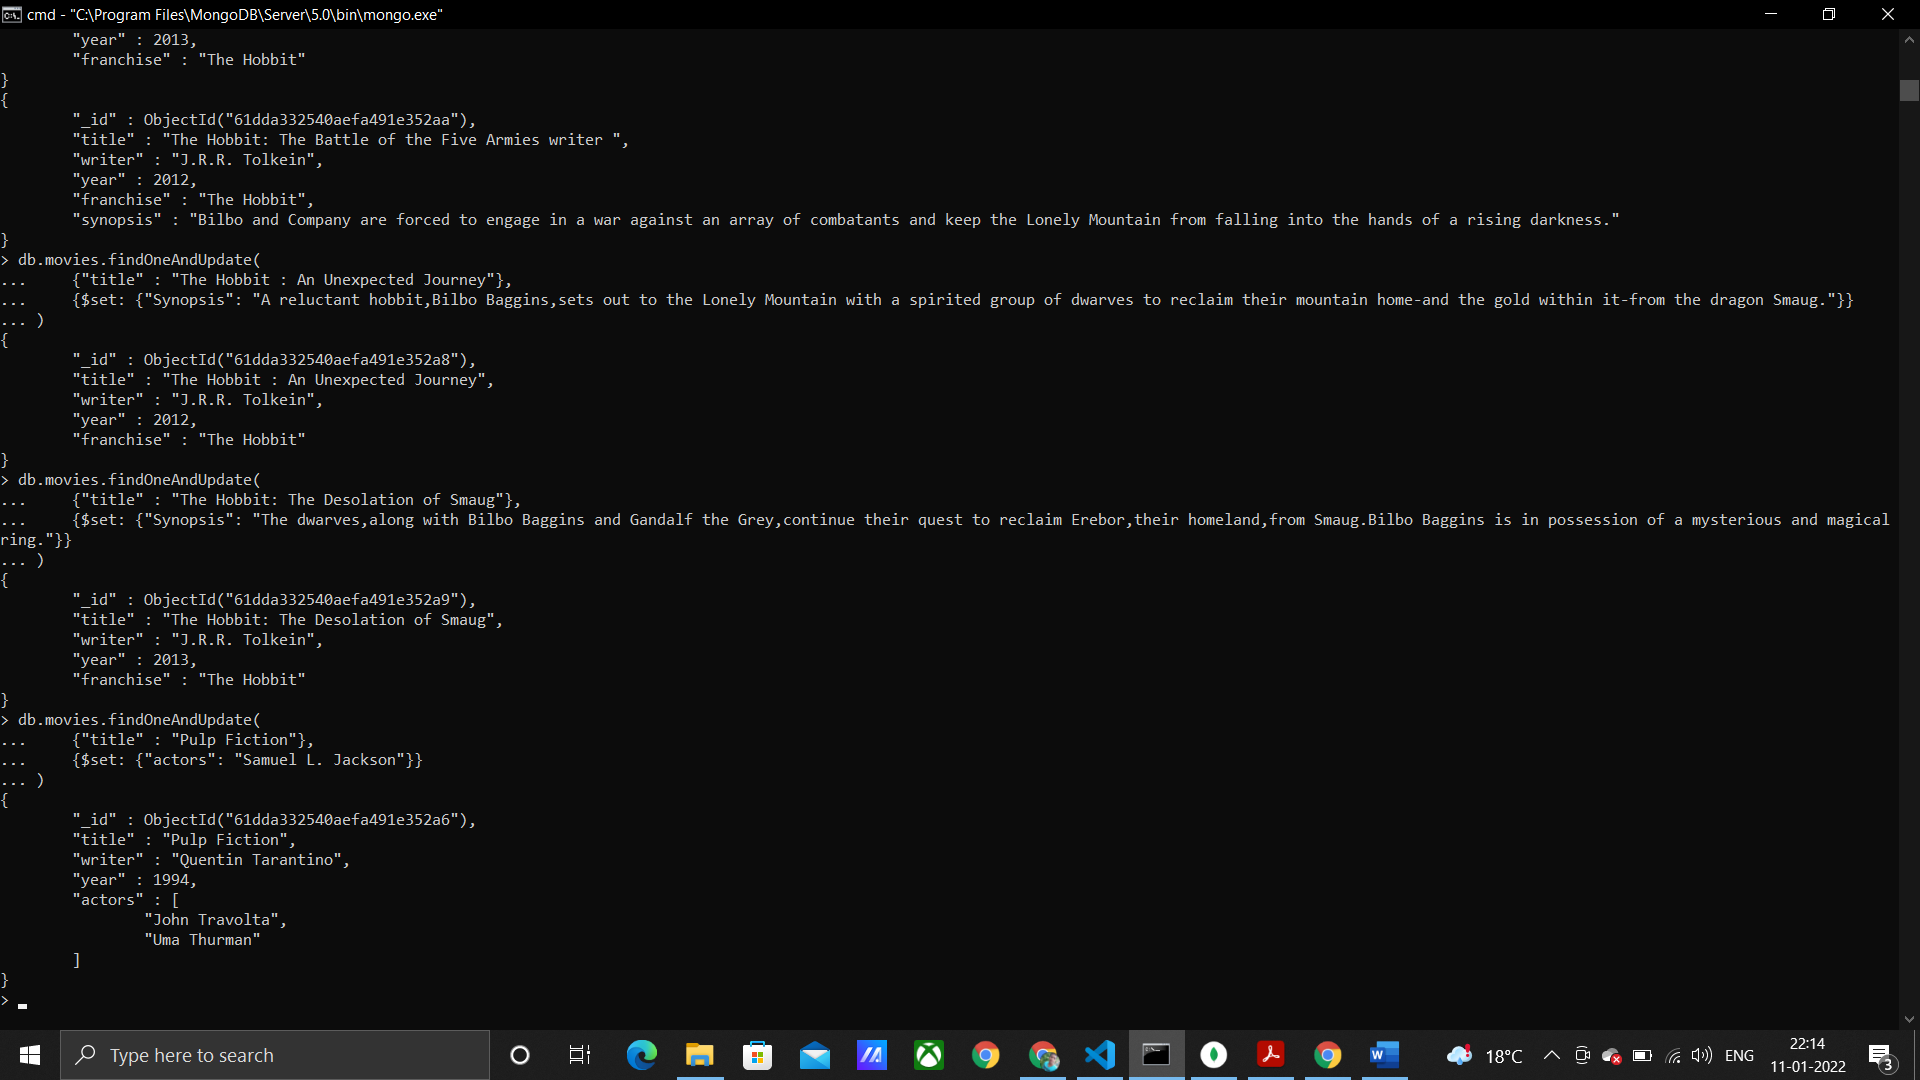 cmd - "C:\Program Files\MongoDB\Server\5.0\bin\mongo.exe"
        "year" : 2013,
        "franchise" : "The Hobbit"
}
{
        "_id" : ObjectId("61dda332540aefa491e352aa"),
        "title" : "The Hobbit: The Battle of the Five Armies writer ",
        "writer" : "J.R.R. Tolkein",
        "year" : 2012,
        "franchise" : "The Hobbit",
        "synopsis" : "Bilbo and Company are forced to engage in a war against an array of combatants and keep the Lonely Mountain from falling into the hands of a rising darkness."
}
> db.movies.findOneAndUpdate(
...     {"title" : "The Hobbit : An Unexpected Journey"},
...     {$set: {"Synopsis": "A reluctant hobbit,Bilbo Baggins,sets out to the Lonely Mountain with a spirited group of dwarves to reclaim their mountain home-and the gold within it-from the dragon Smaug."}}
... )
{
        "_id" : ObjectId("61dda332540aefa491e352a8"),
        "title" : "The Hobbit : An Unexpected Journey",
        "writer" : "J.R.R. Tolkein",
        "year" : 2012,
        "franchise" : "The Hobbit"
}
> db.movies.findOneAndUpdate(
...     {"title" : "The Hobbit: The Desolation of Smaug"},
...     {$set: {"Synopsis": "The dwarves,along with Bilbo Baggins and Gandalf the Grey,continue their quest to reclaim Erebor,their homeland,from Smaug.Bilbo Baggins is in possession of a mysterious and magical
ring."}}
... )
{
        "_id" : ObjectId("61dda332540aefa491e352a9"),
        "title" : "The Hobbit: The Desolation of Smaug",
        "writer" : "J.R.R. Tolkein",
        "year" : 2013,
        "franchise" : "The Hobbit"
}
> db.movies.findOneAndUpdate(
...     {"title" : "Pulp Fiction"},
...     {$set: {"actors": "Samuel L. Jackson"}}
... )
{
        "_id" : ObjectId("61dda332540aefa491e352a6"),
        "title" : "Pulp Fiction",
        "writer" : "Quentin Tarantino",
        "year" : 1994,
        "actors" : [
                "John Travolta",
                "Uma Thurman"
        ]
}
>
Type here to search
18°C
ENG
22:14
11-01-2022
3